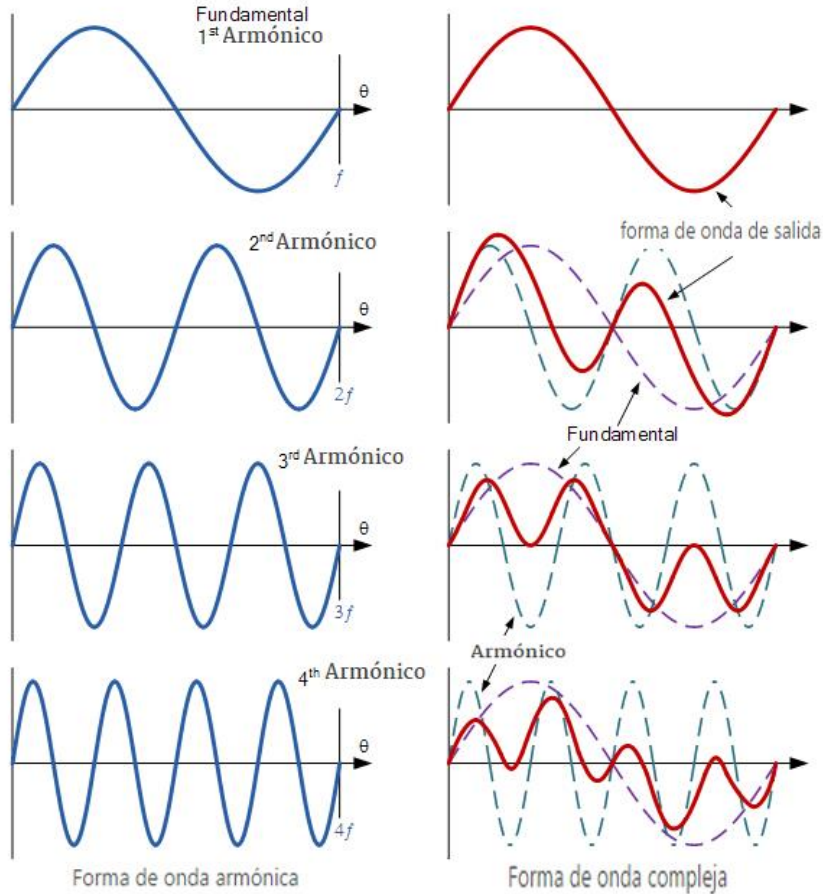 Fundamental
1st Armónico
θ
f
forma de onda de salida
2nd Armónico
θ
2f
Fundamental
3rd Armónico
θ
3f
Armónico
4th Armónico
θ
4f
Forma de onda armónica
Forma de onda compleja